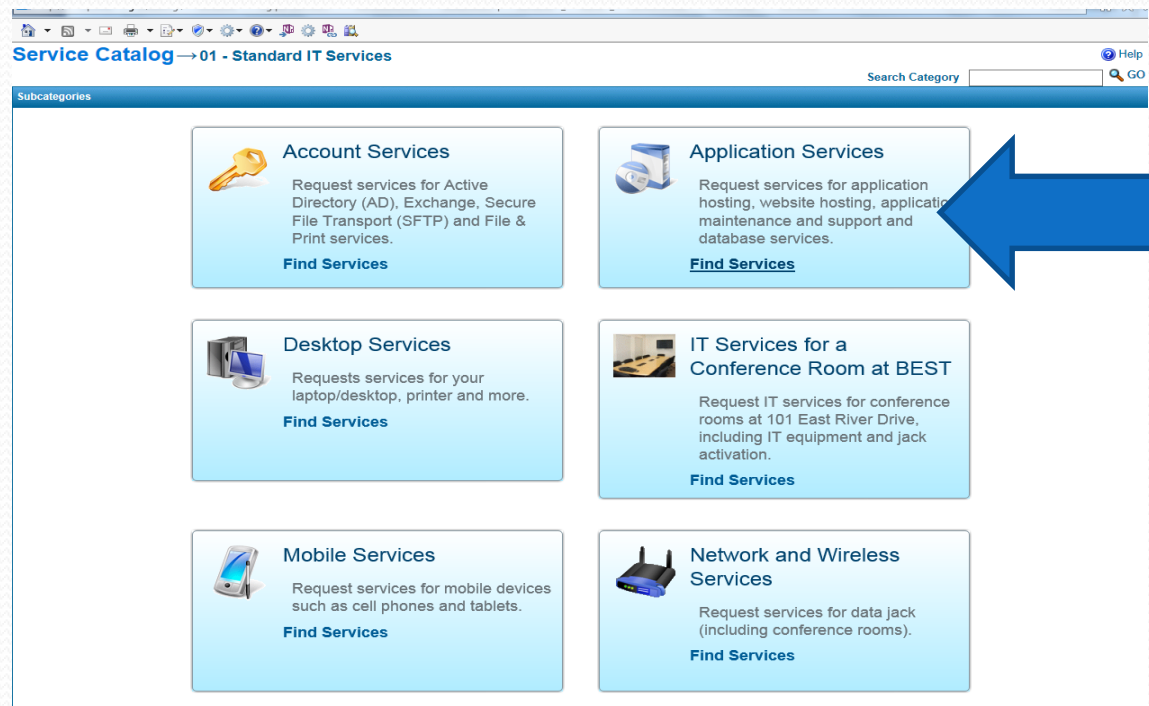 Service Catalog→01 - Standard IT Services
Help
Search Category
GO
Subcategories
Account Services
Request services for Active
Directory (AD), Exchange, Secure
File Transport (SFTP) and File &
Print services.
Find Services
Application Services
Request services for application
hosting, website hosting, applicatio
maintenance and support and
database services.
Find Services
Desktop Services
Requests services for your
laptop/desktop, printer and more.
Find Services
IT Services for a
Conference Room at BEST
Request IT services for conference
rooms at 101 East River Drive,
including IT equipment and jack
activation.
Find Services
Mobile Services
Request services for mobile devices
such as cell phones and tablets.
Find Services
Network and Wireless
Services
Request services for data jack
(including conference rooms).
Find Services